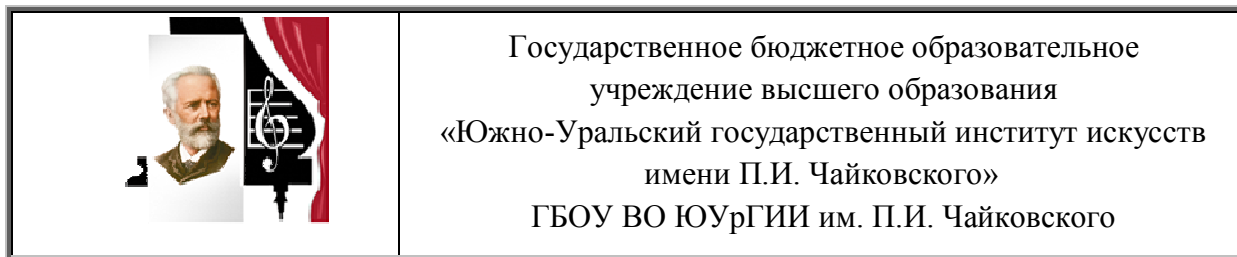 Государственное бюджетное образовательное
учреждение высшего образования
«Южно-Уральский государственный институт искусств
имени П.И. Чайковского»
ГБОУ ВО ЮУрГИИ им. П.И. Чайковского